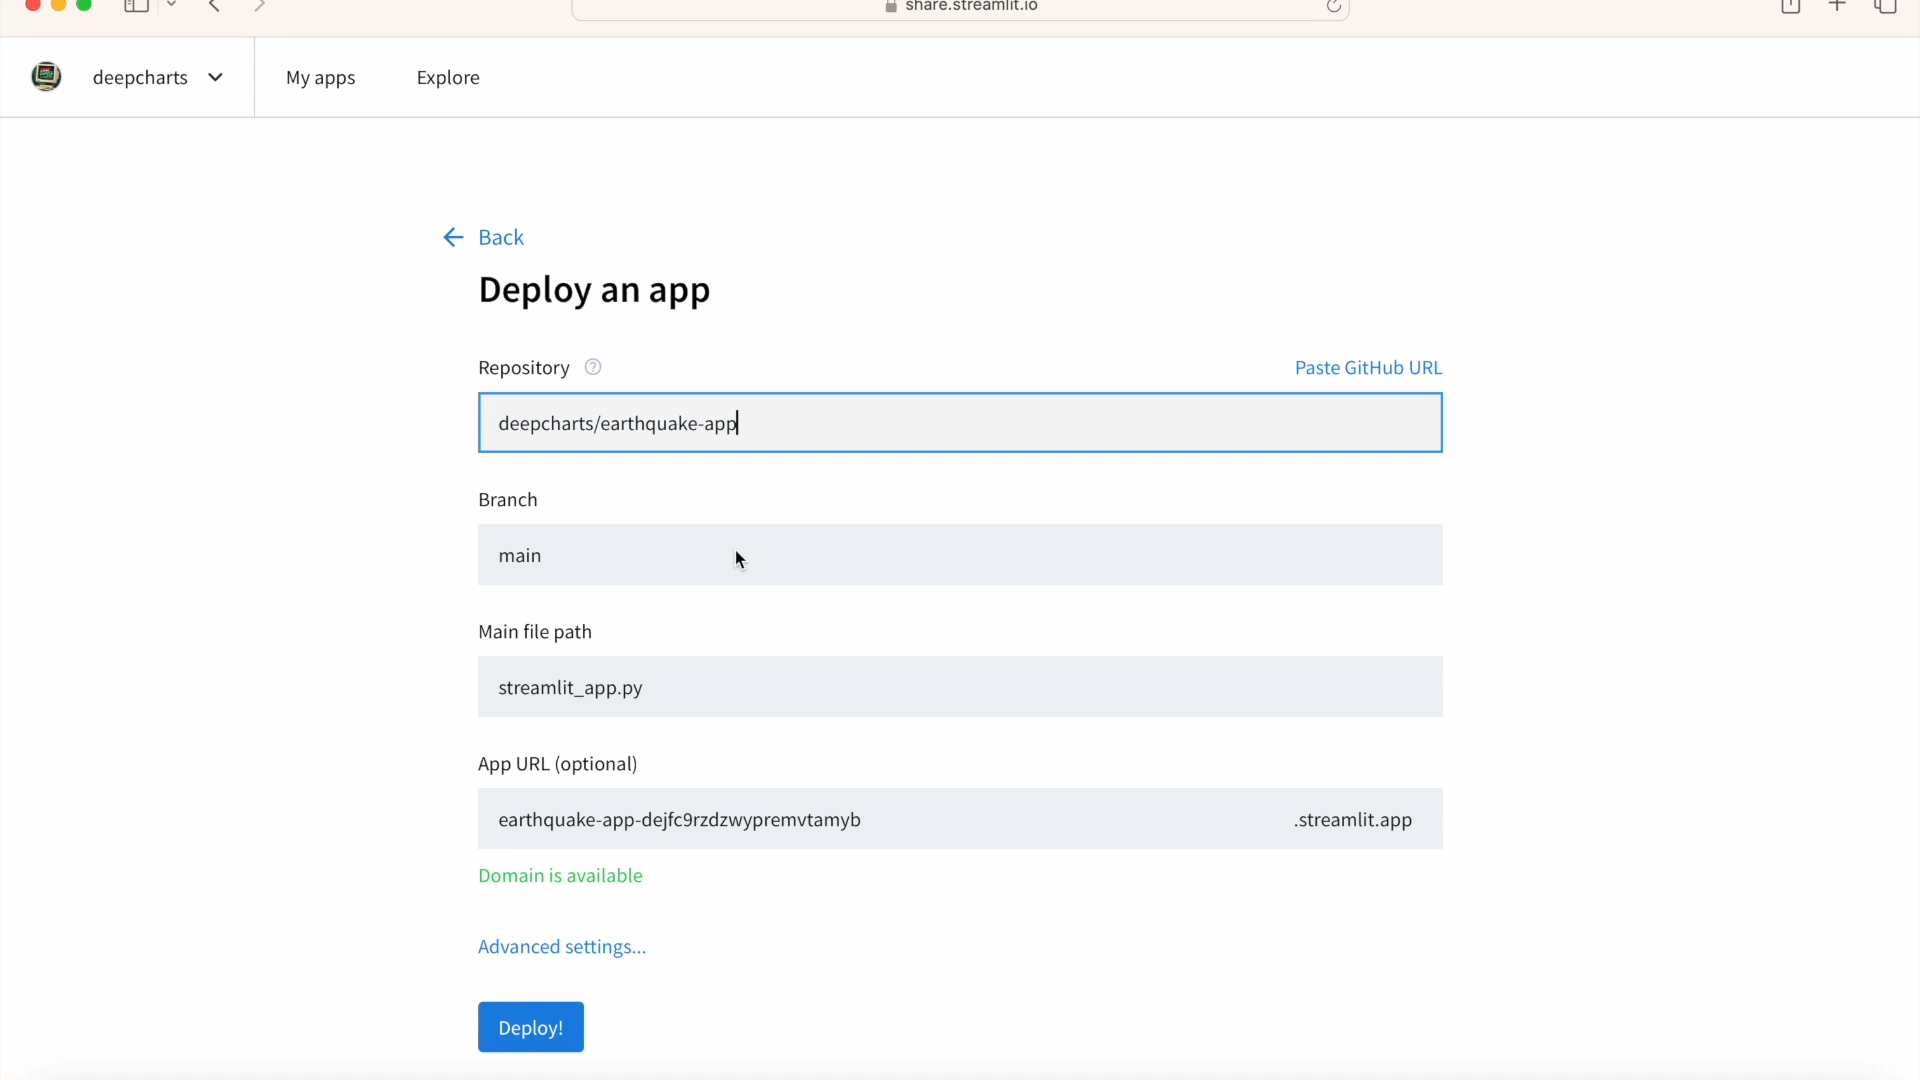 share.streamlit.io
deepcharts My apps Explore
Back
Deploy an app
Repository Paste GitHub URL
deepcharts/earthquake-app
Branch
main
Main file path
streamlit_app.py
App URL (optional)
earthquake-app-dejfc9rzdzwypremvtamyb .streamlit.app
Domain is available
Advanced settings...
Deploy!